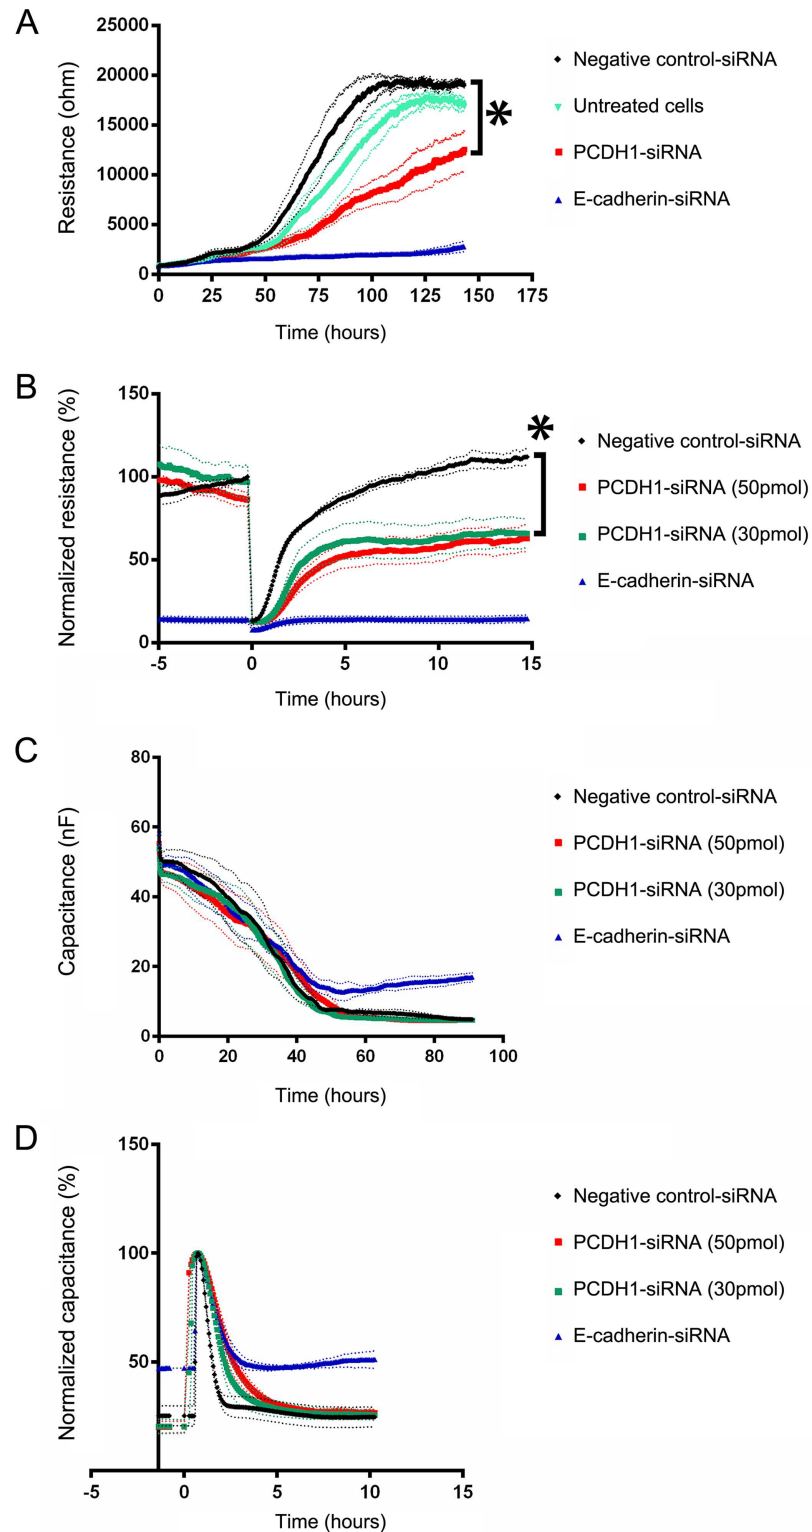 A
Resistance (ohm)
25000
20000
15000
10000
5000
0
0 25 50 75 100 125 150 175
Time (hours)
*
Negative control-siRNA
Untreated cells
PCDH1-siRNA
E-cadherin-siRNA
B
Normalized resistance (%)
150
100
50
0
-5 0 5 10 15
Time (hours)
*
Negative control-siRNA
PCDH1-siRNA (50pmol)
PCDH1-siRNA (30pmol)
E-cadherin-siRNA
C
Capacitance (nF)
80
60
40
20
0
0 20 40 60 80 100
Time (hours)
Negative control-siRNA
PCDH1-siRNA (50pmol)
PCDH1-siRNA (30pmol)
E-cadherin-siRNA
D
Normalized capacitance (%)
150
100
50
-5 0 5 10 15
Time (hours)
Negative control-siRNA
PCDH1-siRNA (50pmol)
PCDH1-siRNA (30pmol)
E-cadherin-siRNA